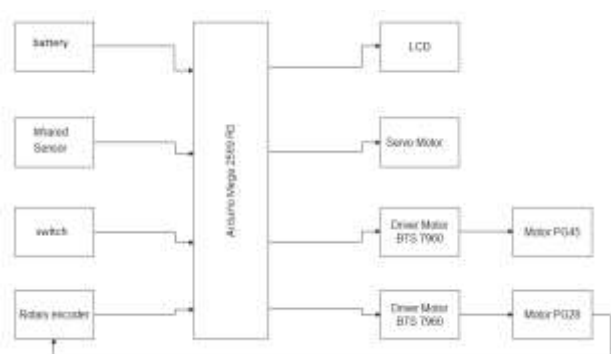 battery
LCD
Infrared
Sensor
Servo Motor
Arduino Mega 2560 R3
switch
Driver Motor
BTS 7960
Motor PG45
Rotary encoder
Driver Motor
BTS 7960
Motor PG28